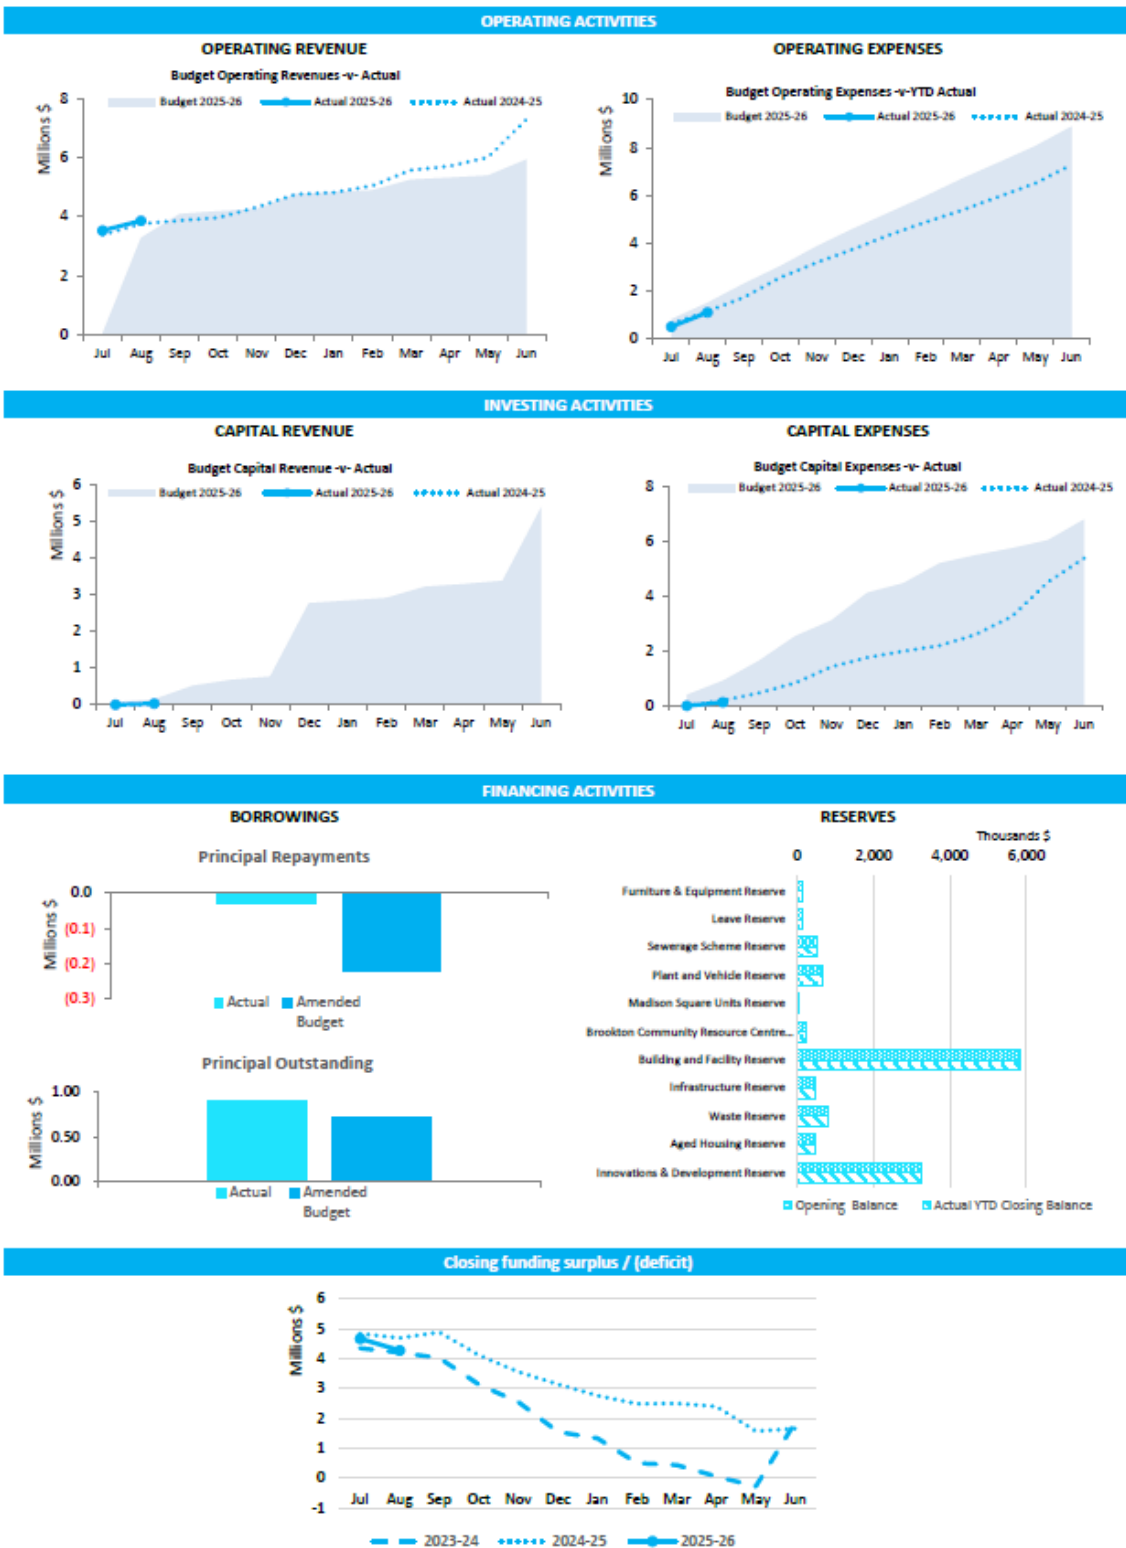 OPERATING ACTIVITIES
OPERATING REVENUE
Budget Operating Revenues -v- Actual
Budget 2025-26 Actual 2025-26 Actual 2024-25
Millions $
8
6
4
2
0
Jul Aug Sep Oct Nov Dec Jan Feb Mar Apr May Jun
OPERATING EXPENSES
Budget Operating Expenses -v-YTD Actual
Budget 2025-26 Actual 2025-26 Actual 2024-25
Millions $
10
8
6
4
2
0
Jul Aug Sep Oct Nov Dec Jan Feb Mar Apr May Jun
INVESTING ACTIVITIES
CAPITAL REVENUE
Budget Capital Revenue -v- Actual
Budget 2025-26 Actual 2025-26 Actual 2024-25
Millions $
6
5
4
3
2
1
0
Jul Aug Sep Oct Nov Dec Jan Feb Mar Apr May Jun
CAPITAL EXPENSES
Budget Capital Expenses -v- Actual
Budget 2025-26 Actual 2025-26 Actual 2024-25
8
6
4
2
0
Jul Aug Sep Oct Nov Dec Jan Feb Mar Apr May Jun
FINANCING ACTIVITIES
BORROWINGS
Principal Repayments
Millions $
0.0
(0.1)
(0.2)
(0.3)
Actual Amended
Budget
Principal Outstanding
Millions $
1.00
0.50
0.00
Actual Amended
Budget
RESERVES
Thousands $
0 2,000 4,000 6,000
Furniture & Equipment Reserve
Leave Reserve
Sewerage Scheme Reserve
Plant and Vehicle Reserve
Madison Square Units Reserve
Brookton Community Resource Centre...
Building and Facility Reserve
Infrastructure Reserve
Waste Reserve
Aged Housing Reserve
Innovations & Development Reserve
Opening Balance Actual YTD Closing Balance
Closing funding surplus / (deficit)
Millions $
6
5
4
3
2
1
0
-1
Jul Aug Sep Oct Nov Dec Jan Feb Mar Apr May Jun
2023-24 2024-25 2025-26